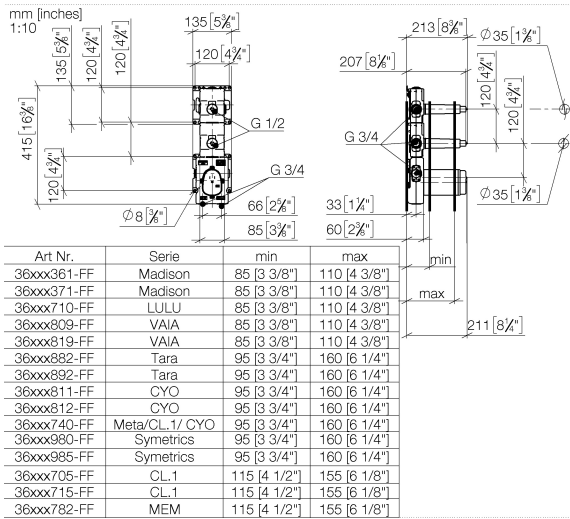 mm [inches]
1:10
135 [5⅜"]
120 [4¾"]
135 [5⅜"]
120 [4¾"]
120 [4¾"]
415 [16⅜"]
120 [4¾"]
G 1/2
G 3/4
Ø8 [⅜"]
66 [2⅝"]
85 [3⅜"]
213 [8⅜"]
207 [8⅛"]
Ø35 [1⅜"]
120 [4¾"]
120 [4¾"]
G 3/4
Ø35 [1⅜"]
33 [1¼"]
60 [2⅜"]
min
max
211 [8¼"]
Art Nr. Serie min max
36xxx361-FF Madison 85 [3 3/8"] 110 [4 3/8"]
36xxx371-FF Madison 85 [3 3/8"] 110 [4 3/8"]
36xxx710-FF LULU 85 [3 3/8"] 110 [4 3/8"]
36xxx809-FF VAIA 85 [3 3/8"] 110 [4 3/8"]
36xxx819-FF VAIA 85 [3 3/8"] 110 [4 3/8"]
36xxx882-FF Tara 95 [3 3/4"] 160 [6 1/4"]
36xxx892-FF Tara 95 [3 3/4"] 160 [6 1/4"]
36xxx811-FF CYO 95 [3 3/4"] 160 [6 1/4"]
36xxx812-FF CYO 95 [3 3/4"] 160 [6 1/4"]
36xxx740-FF Meta/CL.1/ CYO 95 [3 3/4"] 160 [6 1/4"]
36xxx980-FF Symetrics 95 [3 3/4"] 160 [6 1/4"]
36xxx985-FF Symetrics 95 [3 3/4"] 160 [6 1/4"]
36xxx705-FF CL.1 115 [4 1/2"] 155 [6 1/8"]
36xxx715-FF CL.1 115 [4 1/2"] 155 [6 1/8"]
36xxx782-FF MEM 115 [4 1/2"] 155 [6 1/8"]